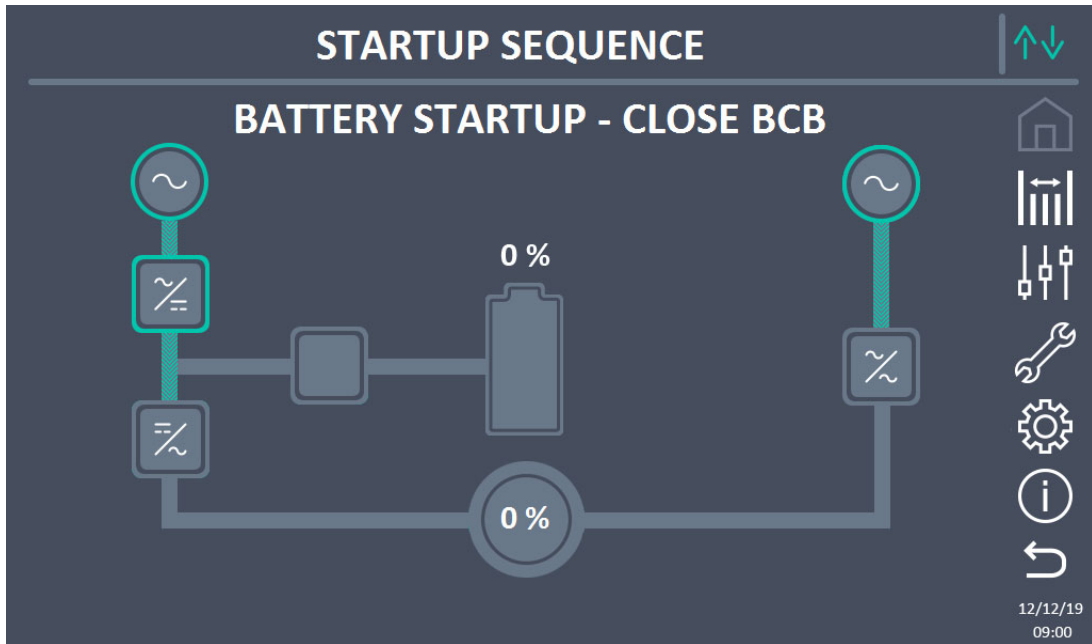 STARTUP SEQUENCE
BATTERY STARTUP - CLOSE BCB
0 %
0 %
12/12/19
09:00